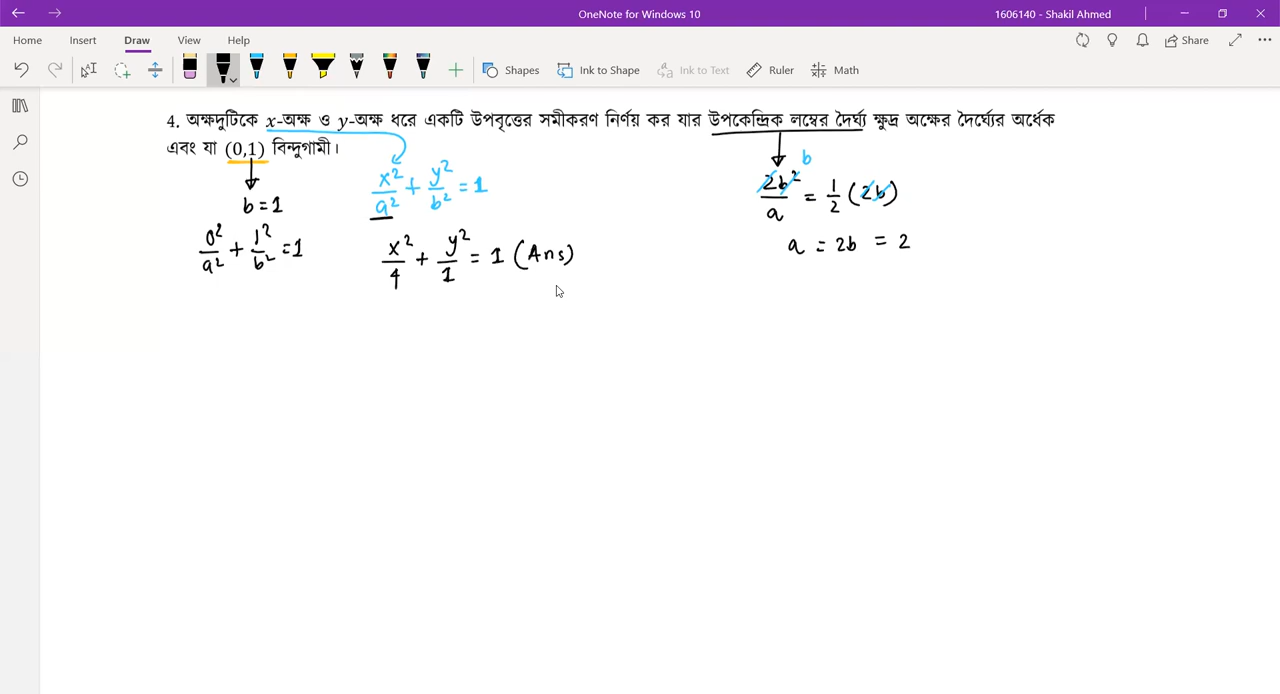 OneNote for Windows 10
1606140 - Shakil Ahmed
Home Insert Draw View Help
Share
Shapes Ink to Shape Ink to Text Ruler Math
4. অক্ষদুটিকে x-অক্ষ ও y-অক্ষ ধরে একটি উপবৃত্তের সমীকরণ নির্ণয় কর যার উপকেন্দ্রিক লম্বের দৈর্ঘ্য ক্ষুদ্র অক্ষের দৈর্ঘ্যের অর্ধেক
এবং যা (0,1) বিন্দুগামী।
b = 1
0²/a² + 1²/b² = 1
x²/a² + y²/b² = 1
x²/4 + y²/1 = 1 (Ans)
b
2b²/a = 1/2 (2b)
a = 2b = 2